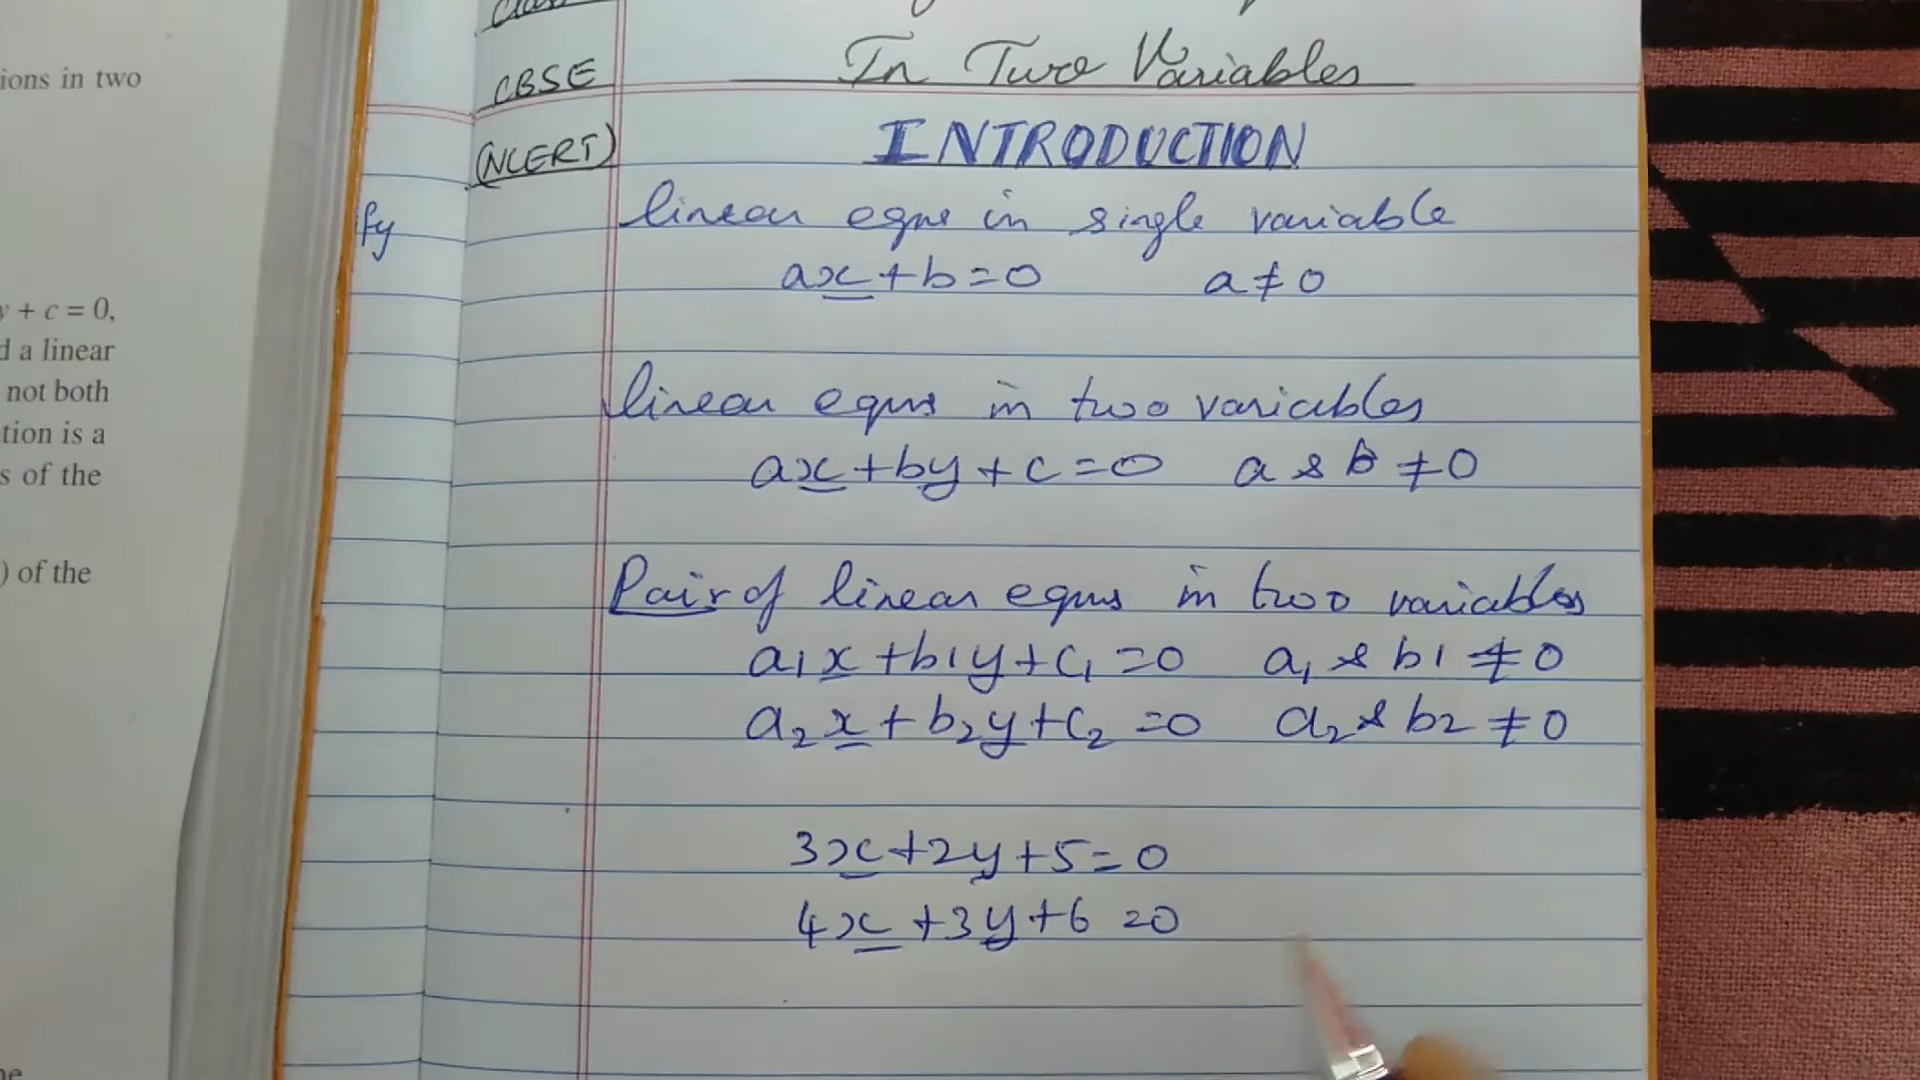 ions in two
y + c = 0,
d a linear
not both
tion is a
s of the
) of the
fy
Class
CBSE
(NCERT)
In Two Variables
INTRODUCTION
linear eqns in single variable
ax+b=0 a≠0
linear eqns in two variables
ax+by+c=0 a & b ≠0
Pair of linear eqns in two variables
a₁x+b1y+c₁=0 a₁ & b1 ≠0
a₂x+b₂y+c₂=0 a₂ & b2 ≠0
3x+2y+5=0
4x+3y+6=0